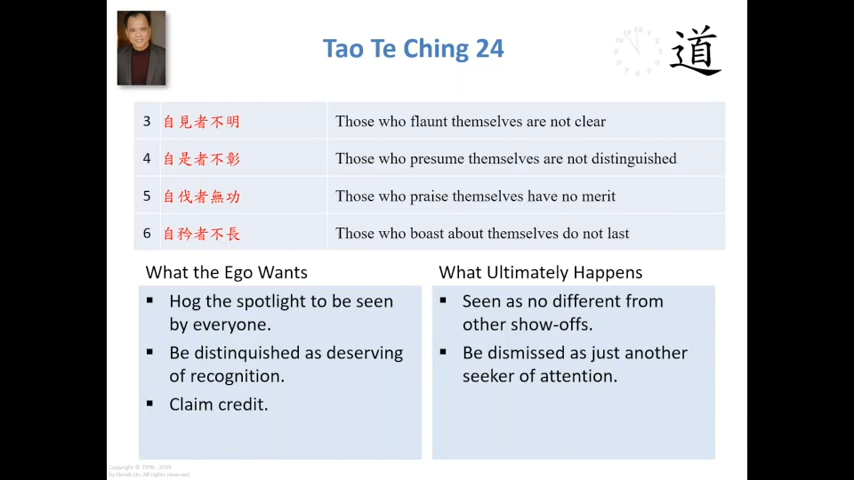 Tao Te Ching 24
道
3 自見者不明 Those who flaunt themselves are not clear
4 自是者不彰 Those who presume themselves are not distinguished
5 自伐者無功 Those who praise themselves have no merit
6 自矜者不長 Those who boast about themselves do not last
What the Ego Wants
▪ Hog the spotlight to be seen
by everyone.
▪ Be distinquished as deserving
of recognition.
▪ Claim credit.
What Ultimately Happens
▪ Seen as no different from
other show-offs.
▪ Be dismissed as just another
seeker of attention.
by Derek Lin. All rights reserved.